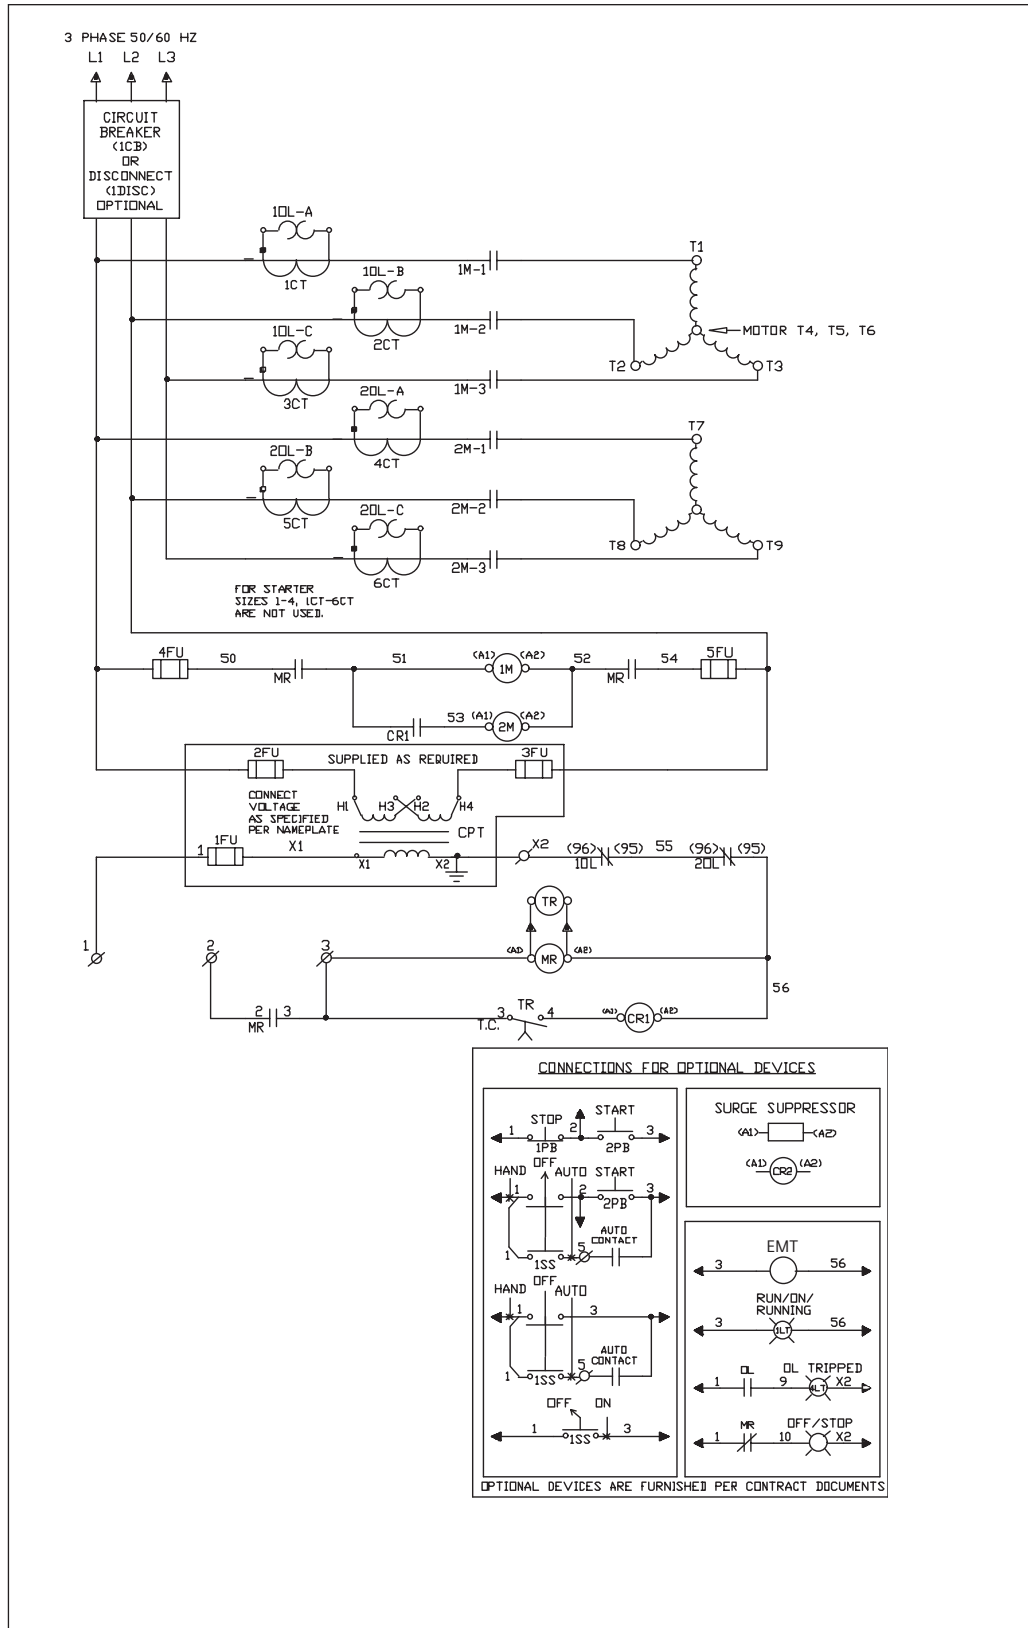 3 PHASE 50/60 HZ
L1 L2 L3
CIRCUIT
BREAKER
(1CB)
OR
DISCONNECT
(1DISC)
OPTIONAL
1OL-A
1CT
1M-1
T1
1OL-B
2CT
1M-2
MOTOR T4, T5, T6
1OL-C
3CT
1M-3
T2 T3
2OL-A
4CT
2M-1
T7
2OL-B
5CT
2M-2
2OL-C
6CT
2M-3
T8 T9
FOR STARTER
SIZES 1-4, 1CT-6CT
ARE NOT USED.
4FU 50 MR 51 (A1) 1M (A2) 52 MR 54 5FU
CR1 53 (A1) 2M (A2)
2FU SUPPLIED AS REQUIRED 3FU
CONNECT
VOLTAGE
AS SPECIFIED
PER NAMEPLATE
H1 H3 H2 H4
CPT
1 1FU X1 X1 X2 X2 (96) 1OL (95) 55 (96) 2OL (95)
TR
1 2 3 (A1) MR (A2)
56
2 MR 3 T.C. 3 TR 4 (A1) CR1 (A2)
CONNECTIONS FOR OPTIONAL DEVICES
1 STOP 1PB 2 START 2PB 3
HAND OFF AUTO START
1 2 2PB 3
AUTO
CONTACT
1 1SS 5
HAND OFF AUTO
1 3
AUTO
CONTACT
1 1SS 5
OFF ON
1 1SS 3
SURGE SUPPRESSOR
(A1) (A2)
(A1) CR2 (A2)
EMT
3 56
RUN/ON/
RUNNING
3 1LT 56
OL OL TRIPPED
1 9 4LT X2
MR OFF/STOP
1 10 X2
OPTIONAL DEVICES ARE FURNISHED PER CONTRACT DOCUMENTS